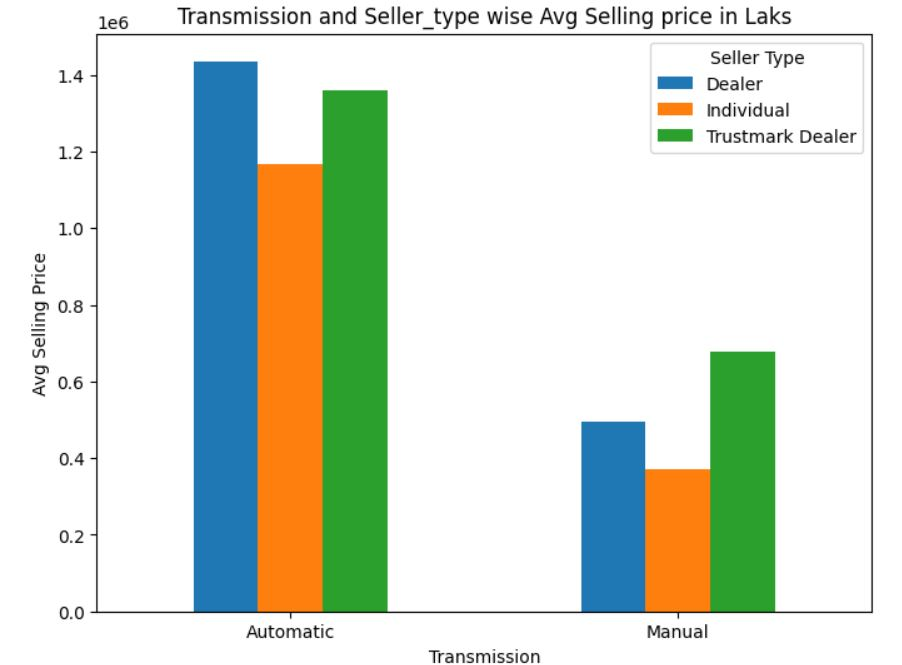 Transmission and Seller_type wise Avg Selling price in Laks
1e6
Seller Type
Dealer
Individual
Trustmark Dealer
Avg Selling Price
1.4
1.2
1.0
0.8
0.6
0.4
0.2
0.0
Automatic
Manual
Transmission